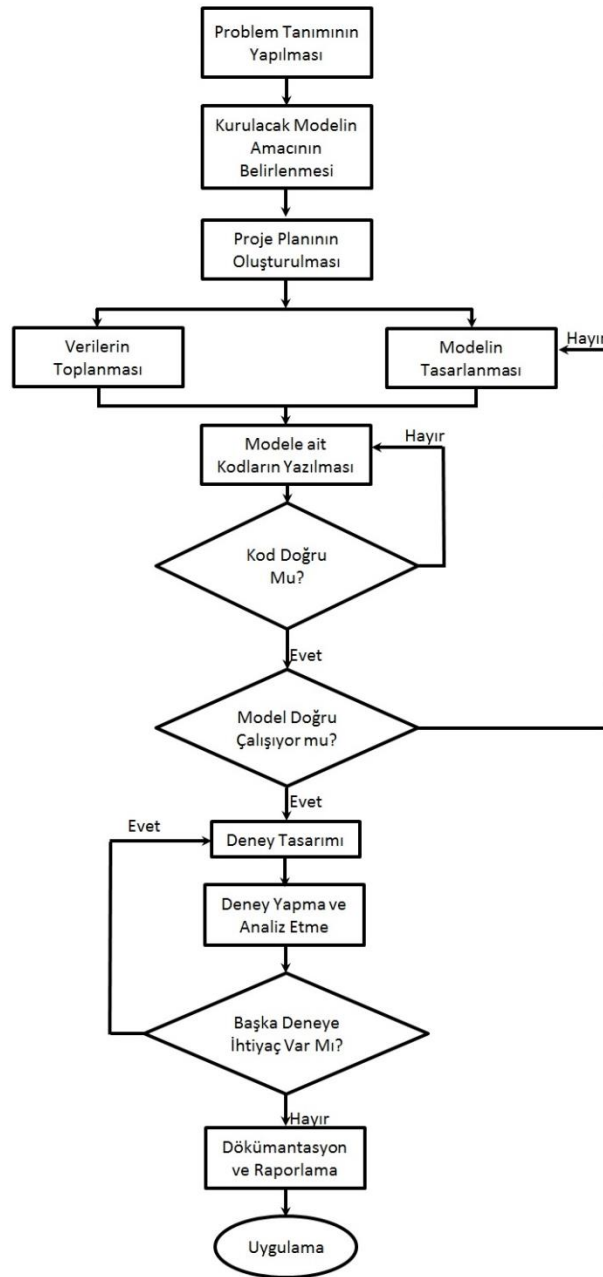 Problem Tanımının
Yapılması
Kurulacak Modelin
Amacının
Belirlenmesi
Proje Planının
Oluşturulması
Verilerin
Toplanması
Modelin
Tasarlanması
Hayır
Modele ait
Kodların Yazılması
Hayır
Kod Doğru
Mu?
Evet
Model Doğru
Çalışıyor mu?
Evet
Evet
Deney Tasarımı
Deney Yapma ve
Analiz Etme
Başka Deneye
İhtiyaç Var Mı?
Hayır
Dökümantasyon
ve Raporlama
Uygulama